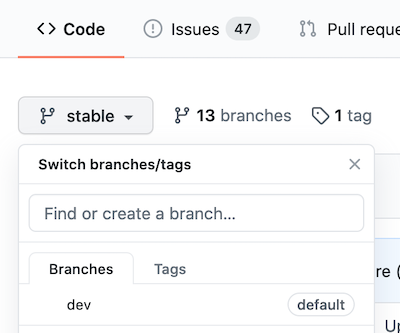 Code Issues 47 Pull reque
stable 13 branches 1 tag
Switch branches/tags
Find or create a branch...
Branches Tags
re (
dev default
Up